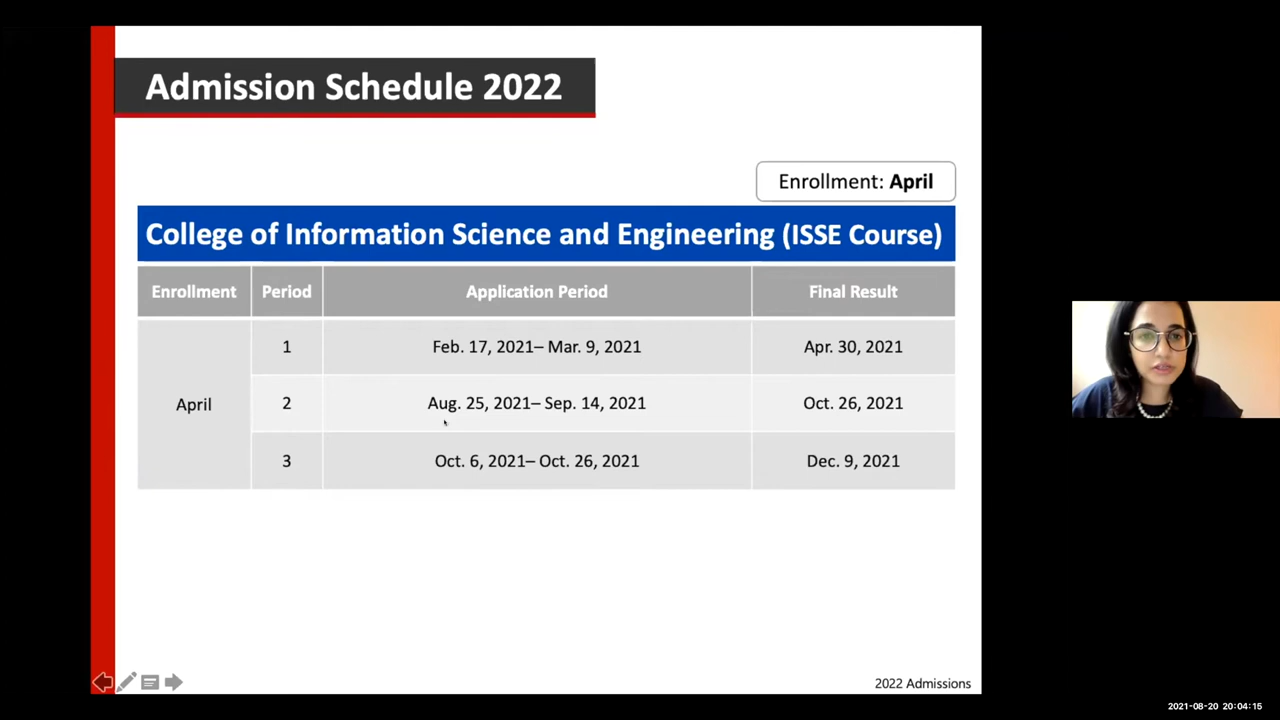 Admission Schedule 2022
Enrollment: April
College of Information Science and Engineering (ISSE Course)
Enrollment Period Application Period Final Result
April
1 Feb. 17, 2021– Mar. 9, 2021 Apr. 30, 2021
2 Aug. 25, 2021– Sep. 14, 2021 Oct. 26, 2021
3 Oct. 6, 2021– Oct. 26, 2021 Dec. 9, 2021
2022 Admissions
2021-08-20 20:04:15